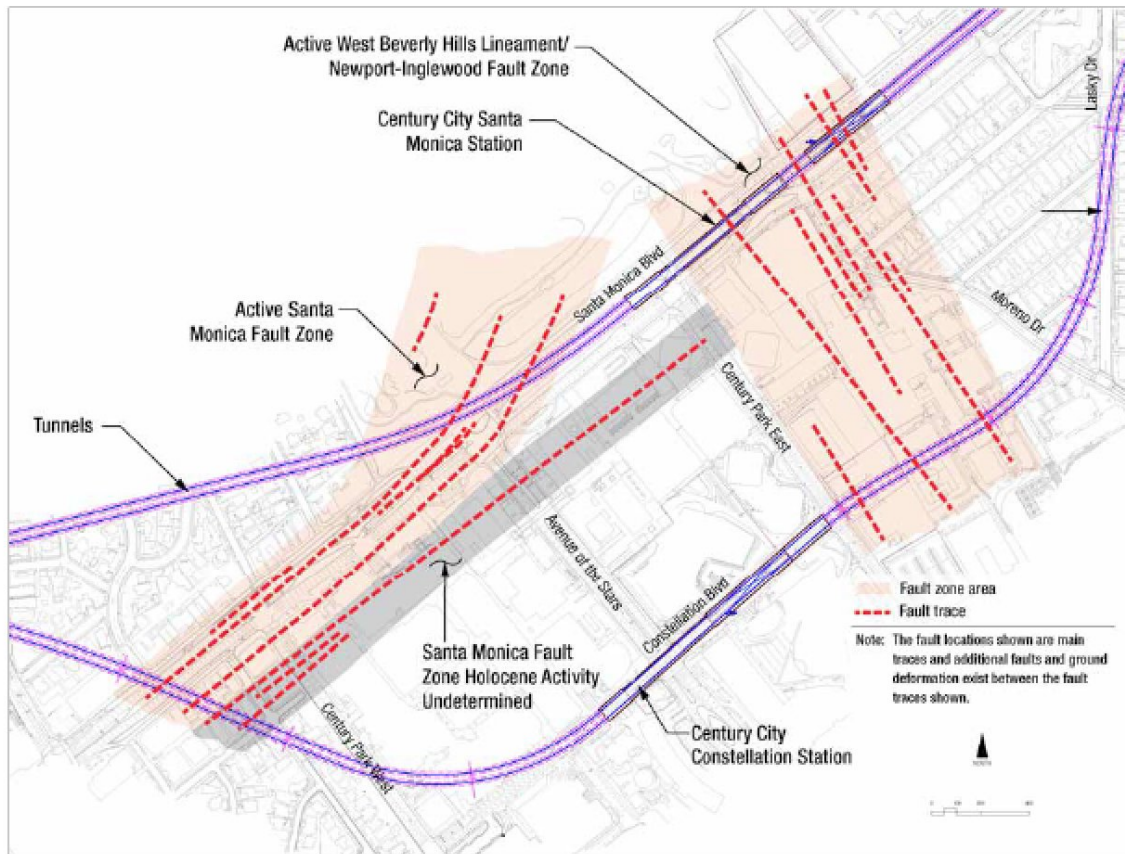 Active West Beverly Hills Lineament/
Newport-Inglewood Fault Zone
Century City Santa
Monica Station
Lasky Dr
Santa Monica Blvd
Active Santa
Monica Fault Zone
Moreno Dr
Century Park East
Tunnels
Avenue of the Stars
Constellation Blvd
Fault zone area
Fault trace
Note: The fault locations shown are main
traces and additional faults and ground
deformation exist between the fault
traces shown.
Santa Monica Fault
Zone Holocene Activity
Undetermined
Century Park West
Century City
Constellation Station
NORTH